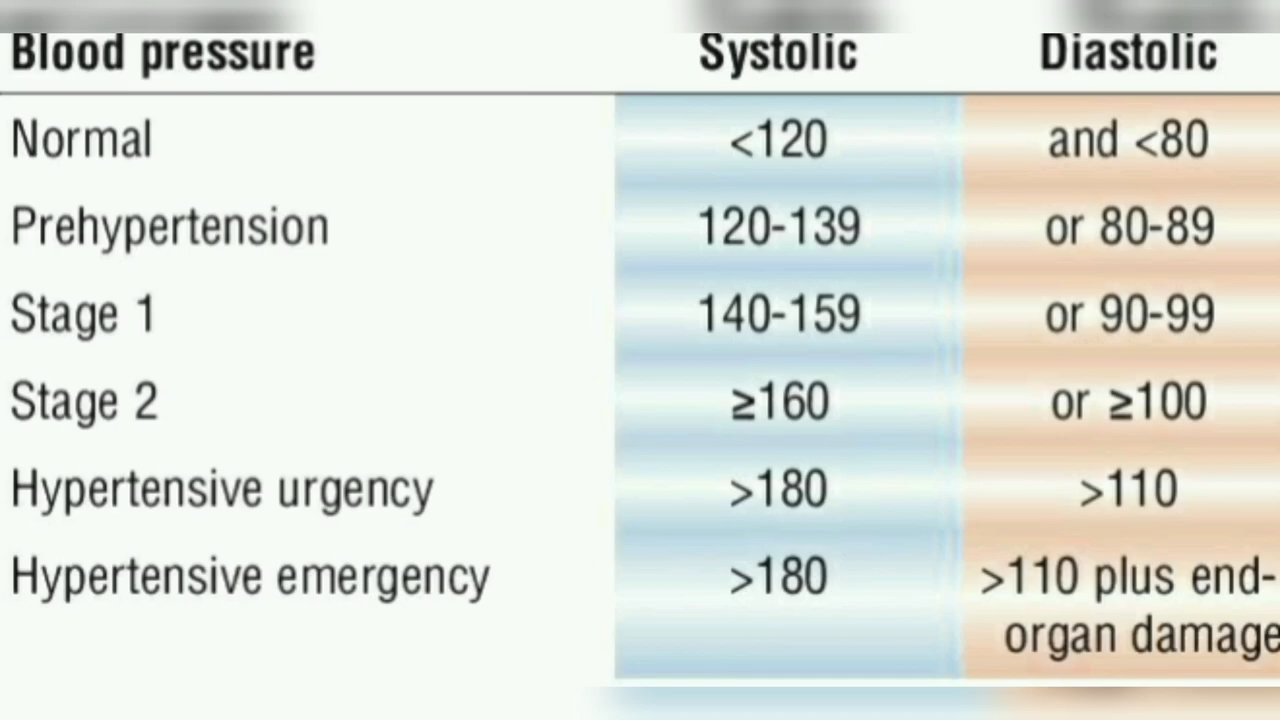 Blood pressure Systolic Diastolic
Normal <120 and <80
Prehypertension 120-139 or 80-89
Stage 1 140-159 or 90-99
Stage 2 ≥160 or ≥100
Hypertensive urgency >180 >110
Hypertensive emergency >180 >110 plus end-
organ damage